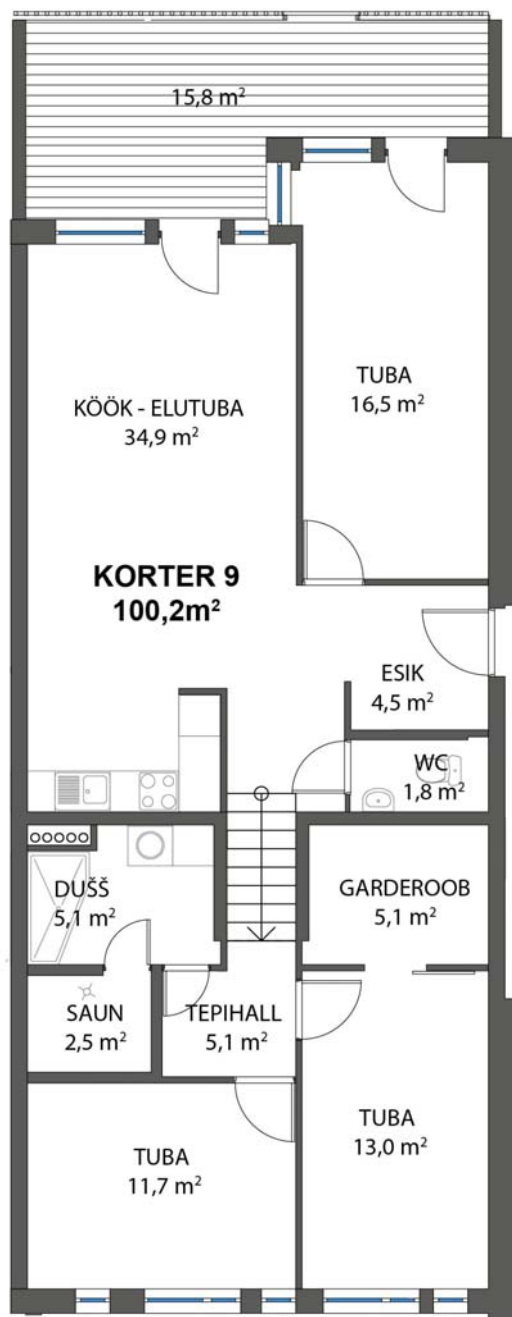 15,8 m²
TUBA
16,5 m²
KÖÖK - ELUTUBA
34,9 m²
KORTER 9
100,2m²
ESIK
4,5 m²
WC
1,8 m²
DUŠŠ
5,1 m²
GARDEROOB
5,1 m²
SAUN
2,5 m²
TEPIHALL
5,1 m²
TUBA
13,0 m²
TUBA
11,7 m²